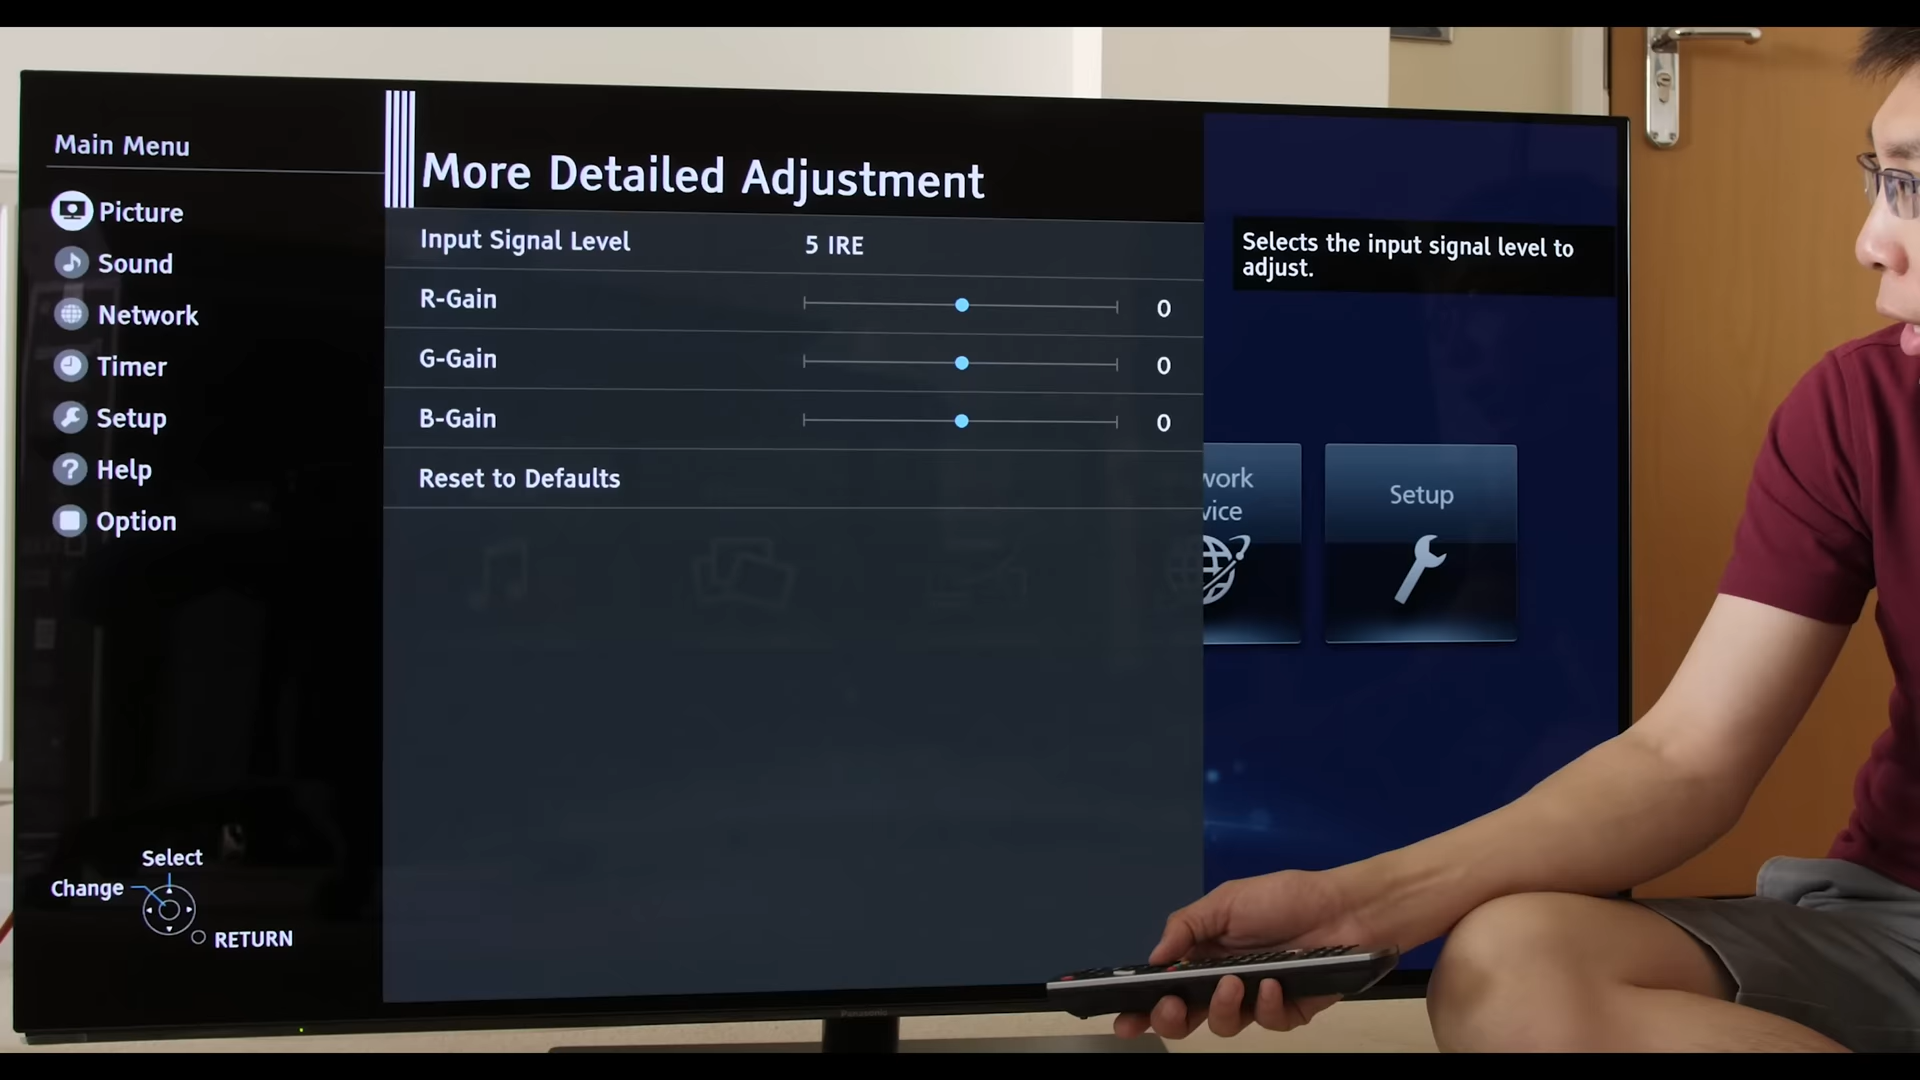 Main Menu
Picture
Sound
Network
Timer
Setup
Help
Option
Select
Change
RETURN
More Detailed Adjustment
Input Signal Level 5 IRE
R-Gain 0
G-Gain 0
B-Gain 0
Reset to Defaults
Selects the input signal level to
adjust.
work
vice
Setup
Panasonic